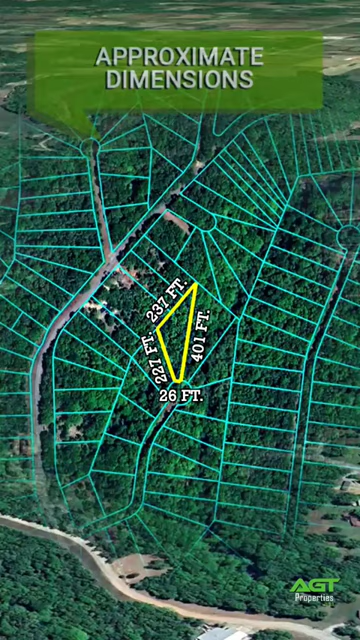 APPROXIMATE
DIMENSIONS
237 FT.
227 FT.
401 FT.
26 FT.
AGT
Properties